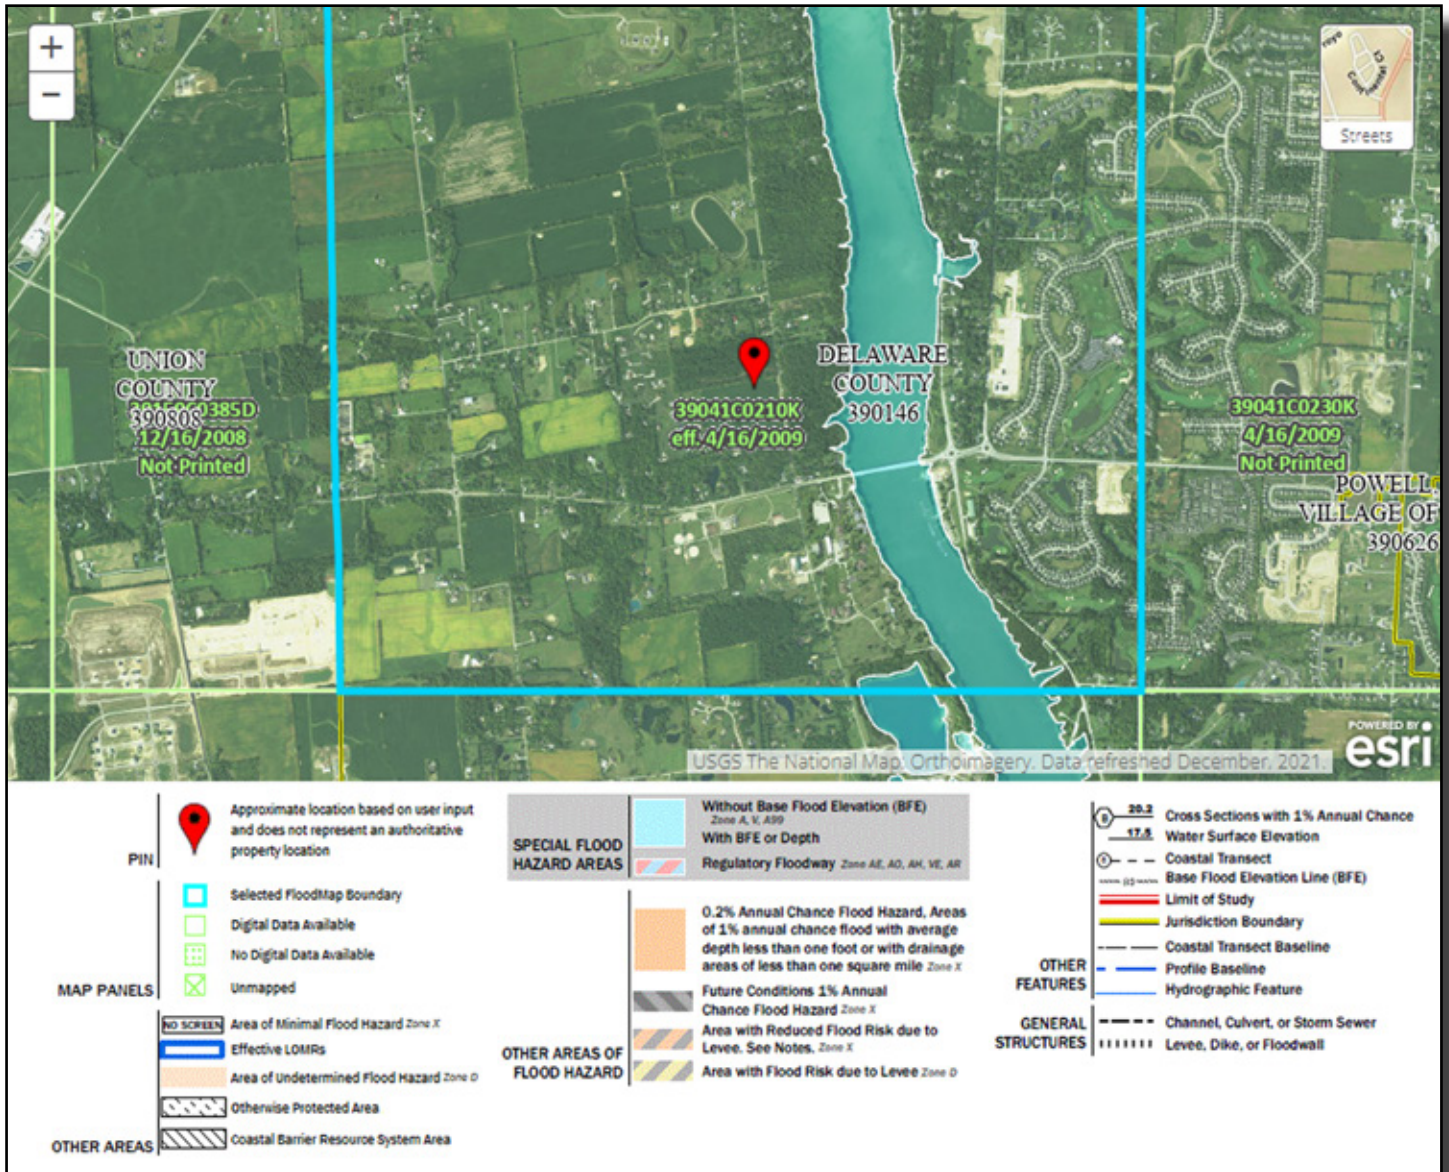 +
−
Streets
UNION
COUNTY
390808
12/16/2008
Not Printed
39041C0210K
eff. 4/16/2009
DELAWARE
COUNTY
390146
39041C0230K
4/16/2009
Not Printed
POWELL,
VILLAGE OF
390626
POWERED BY
esri
USGS The National Map: Orthoimagery. Data refreshed December, 2021.
PIN
Approximate location based on user input
and does not represent an authoritative
property location
MAP PANELS
Selected FloodMap Boundary
Digital Data Available
No Digital Data Available
Unmapped
OTHER AREAS
NO SCREEN Area of Minimal Flood Hazard Zone X
Effective LOMRs
Area of Undetermined Flood Hazard Zone D
Otherwise Protected Area
Coastal Barrier Resource System Area
SPECIAL FLOOD
HAZARD AREAS
Without Base Flood Elevation (BFE)
Zone A, V, A99
With BFE or Depth
Regulatory Floodway Zone AE, AO, AH, VE, AR
OTHER AREAS OF
FLOOD HAZARD
0.2% Annual Chance Flood Hazard, Areas
of 1% annual chance flood with average
depth less than one foot or with drainage
areas of less than one square mile Zone X
Future Conditions 1% Annual
Chance Flood Hazard Zone X
Area with Reduced Flood Risk due to
Levee. See Notes. Zone X
Area with Flood Risk due to Levee Zone D
OTHER
FEATURES
20.2 Cross Sections with 1% Annual Chance
17.5 Water Surface Elevation
Coastal Transect
Base Flood Elevation Line (BFE)
Limit of Study
Jurisdiction Boundary
Coastal Transect Baseline
Profile Baseline
Hydrographic Feature
GENERAL
STRUCTURES
Channel, Culvert, or Storm Sewer
Levee, Dike, or Floodwall